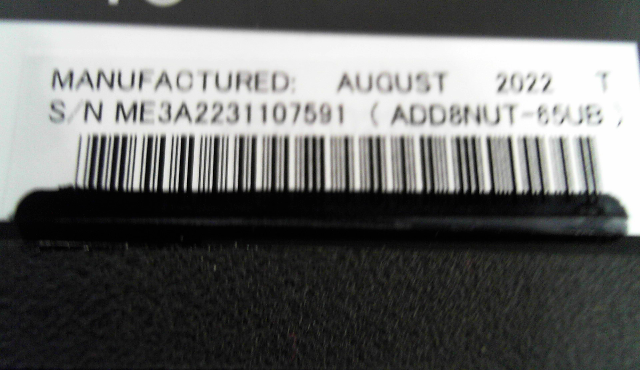 MANUFACTURED: AUGUST 2022 T
S/N ME3A2231107591 ( ADD8NUT-65UB )